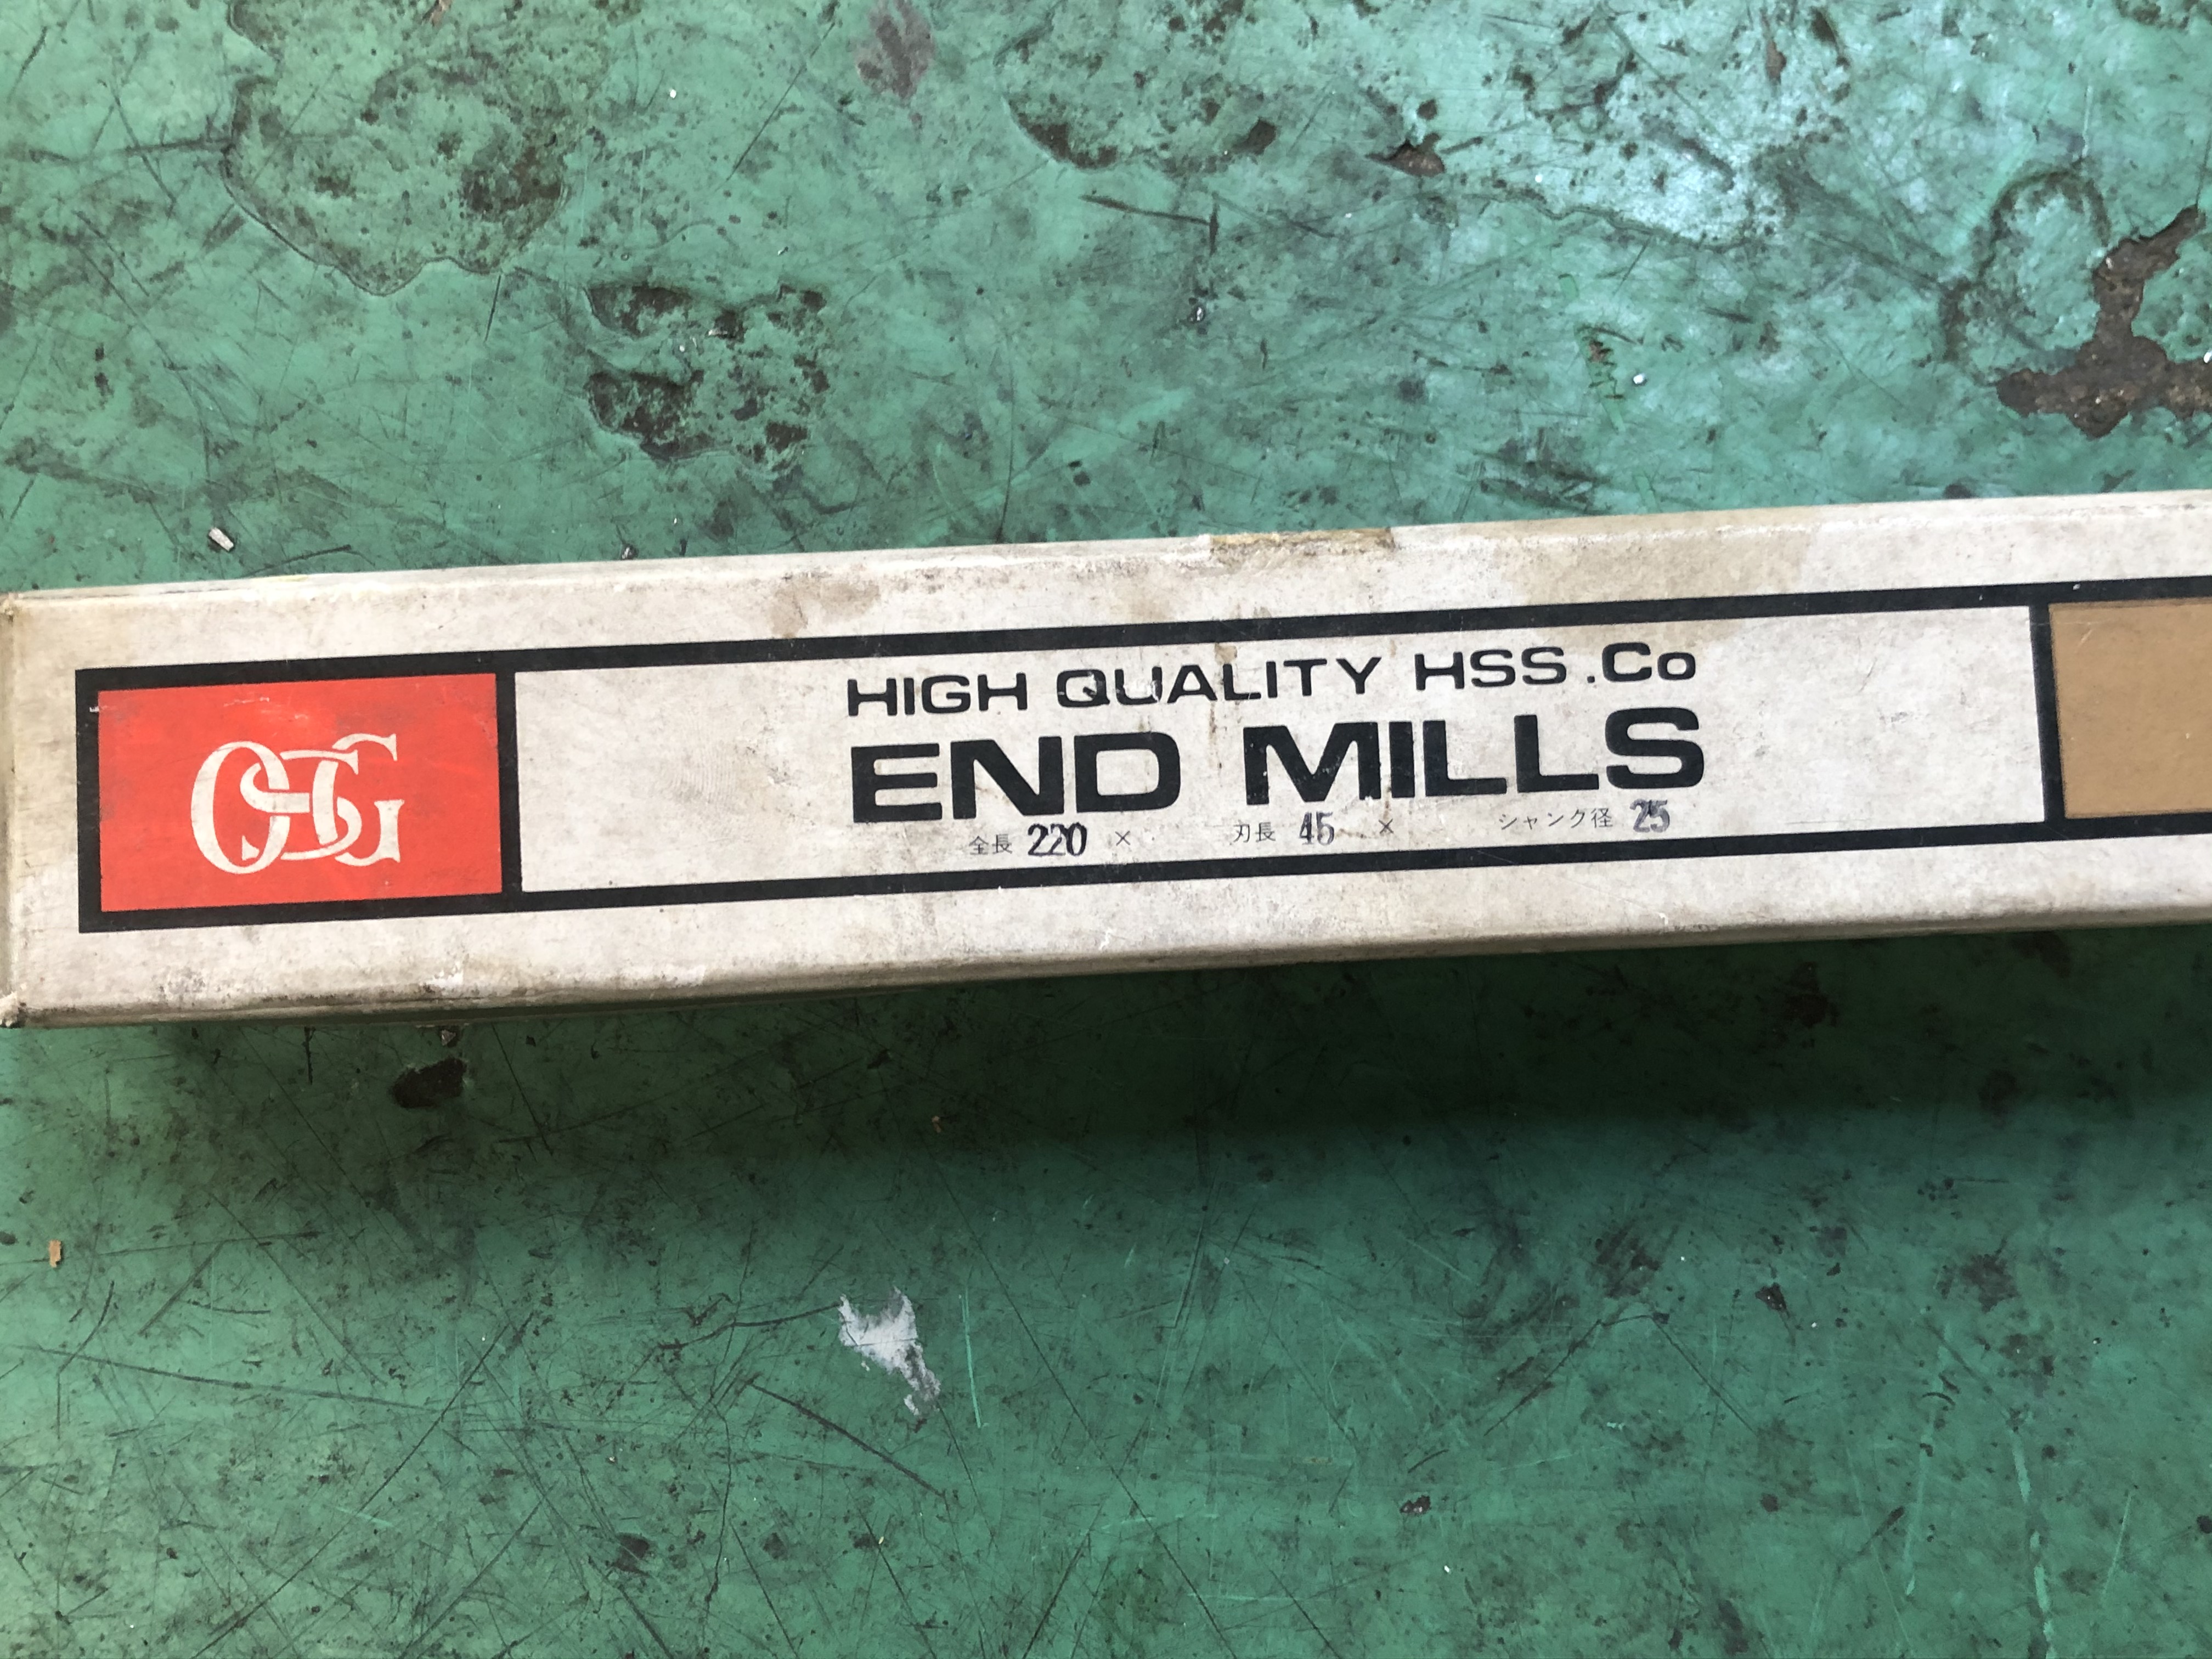 OSG
HIGH QUALITY HSS.Co
END MILLS
全長 220 × 刃長 45 × シャンク径 25